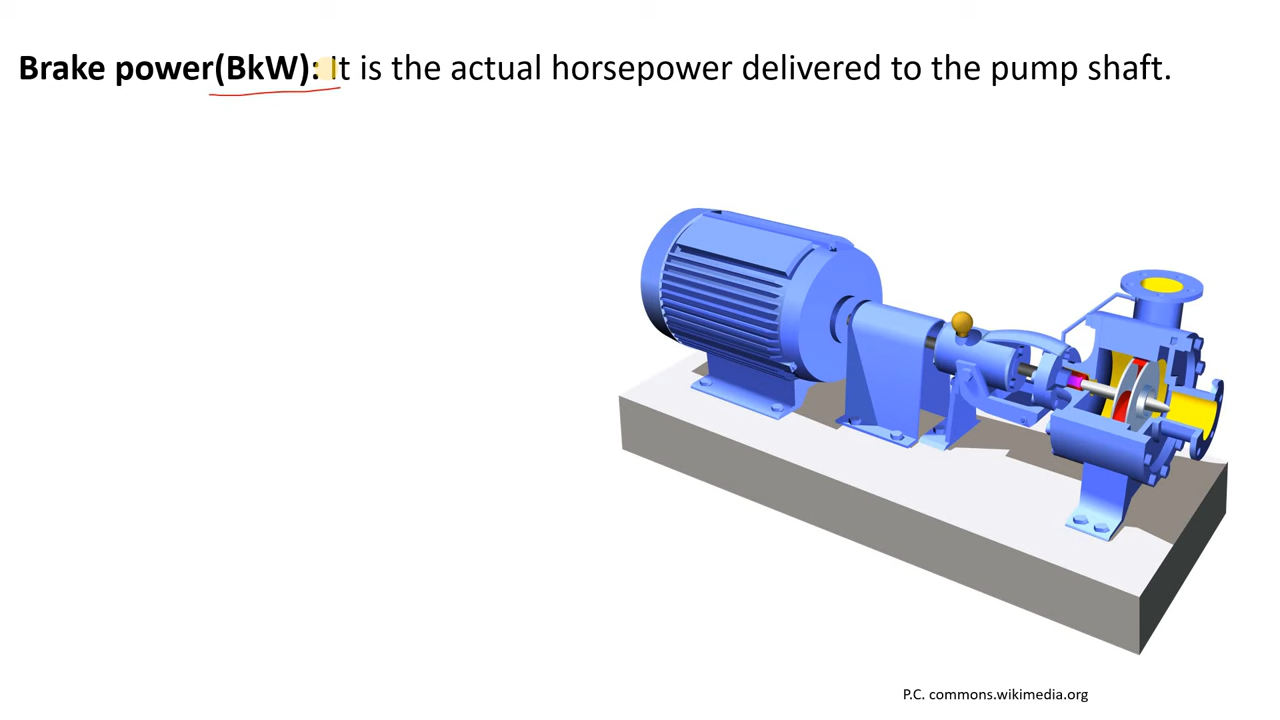 Brake power(BkW): It is the actual horsepower delivered to the pump shaft.
P.C. commons.wikimedia.org